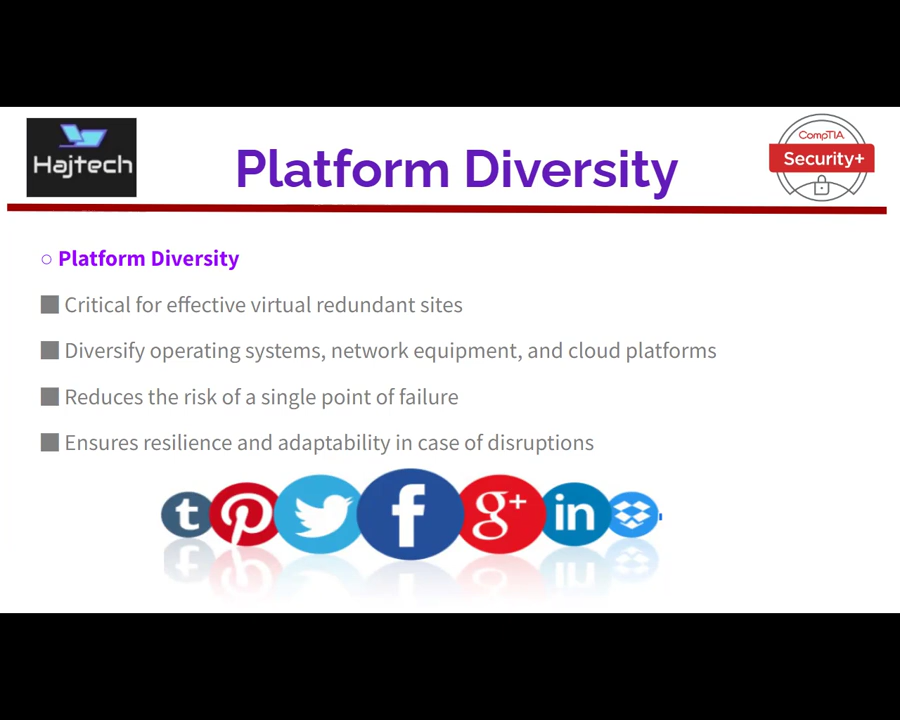 Hajtech
Platform Diversity
CompTIA
Security+
Platform Diversity
Critical for effective virtual redundant sites
Diversify operating systems, network equipment, and cloud platforms
Reduces the risk of a single point of failure
Ensures resilience and adaptability in case of disruptions
t p f g+ in